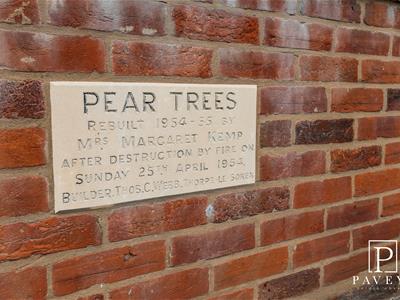 PEAR TREES
REBUILT 1954-55 BY
MRS MARGARET KEMP
AFTER DESTRUCTION BY FIRE ON
SUNDAY 25TH APRIL 1954.
BUILDER. THOS. C. WEBB. THORPE LE SOKEN.
P
PAVEY